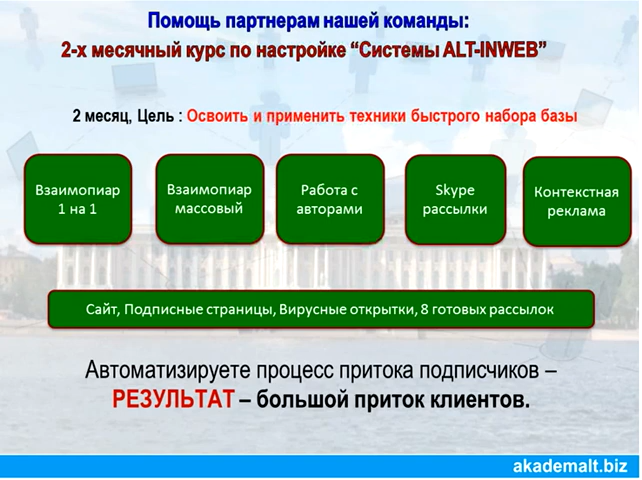 Помощь партнерам нашей команды:
2-х месячный курс по настройке “Системы ALT-INWEB”
2 месяц, Цель : Освоить и применить техники быстрого набора базы
Взаимопиар
1 на 1
Взаимопиар
массовый
Работа с
авторами
Skype
рассылки
Контекстная
реклама
Сайт, Подписные страницы, Вирусные открытки, 8 готовых рассылок
Автоматизируете процесс притока подписчиков –
РЕЗУЛЬТАТ – большой приток клиентов.
akademalt.biz